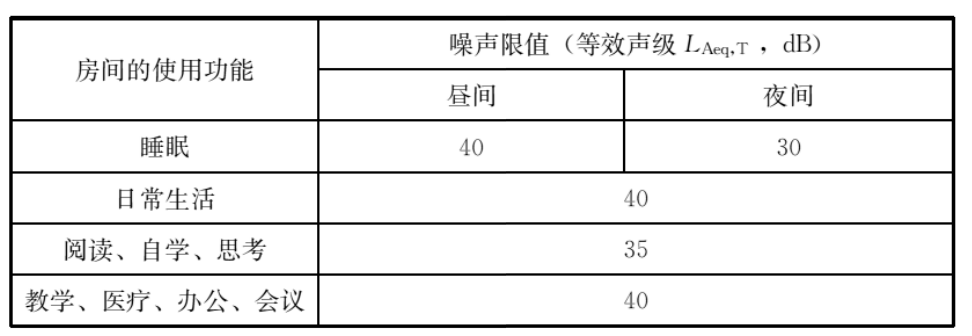 房间的使用功能
噪声限值（等效声级 LAeq,T ，dB)
昼间
夜间
睡眠
40
30
日常生活
40
阅读、自学、思考
35
教学、医疗、办公、会议
40